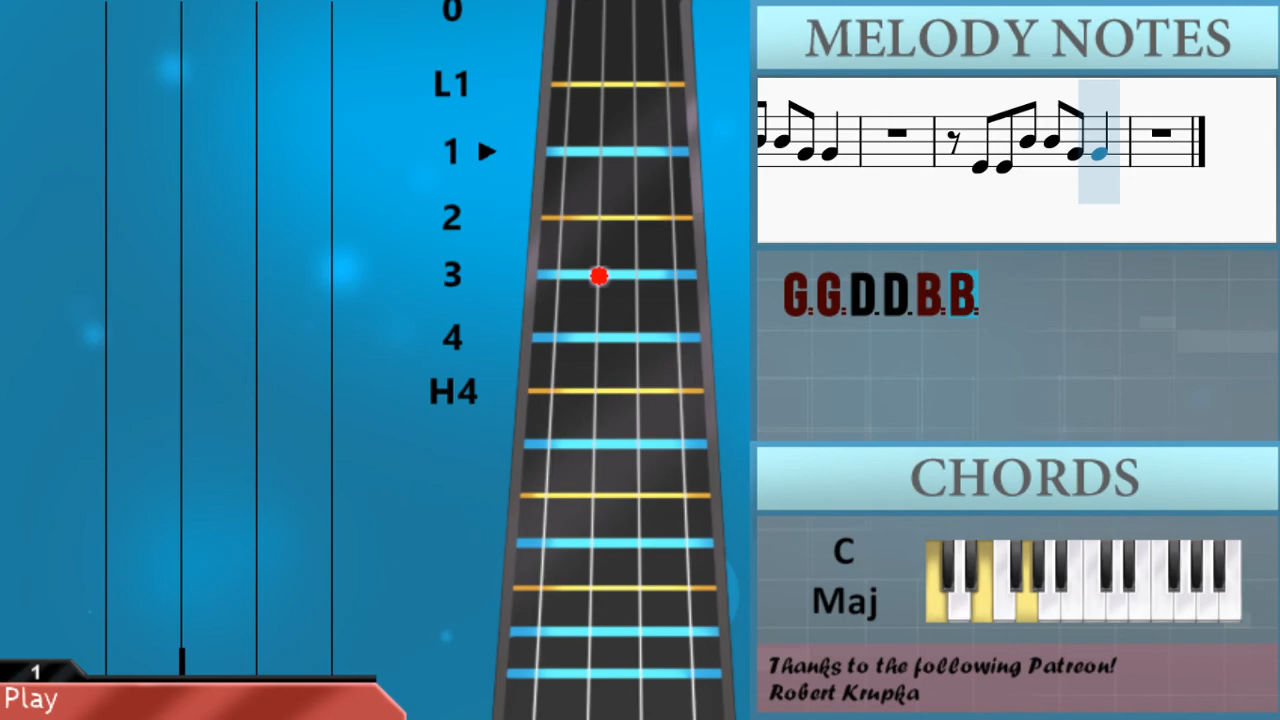 0
L1
1
2
3
4
H4
1
Play
MELODY NOTES
G. G. D. D. B. B.
CHORDS
C
Maj
Thanks to the following Patreon!
Robert Krupka